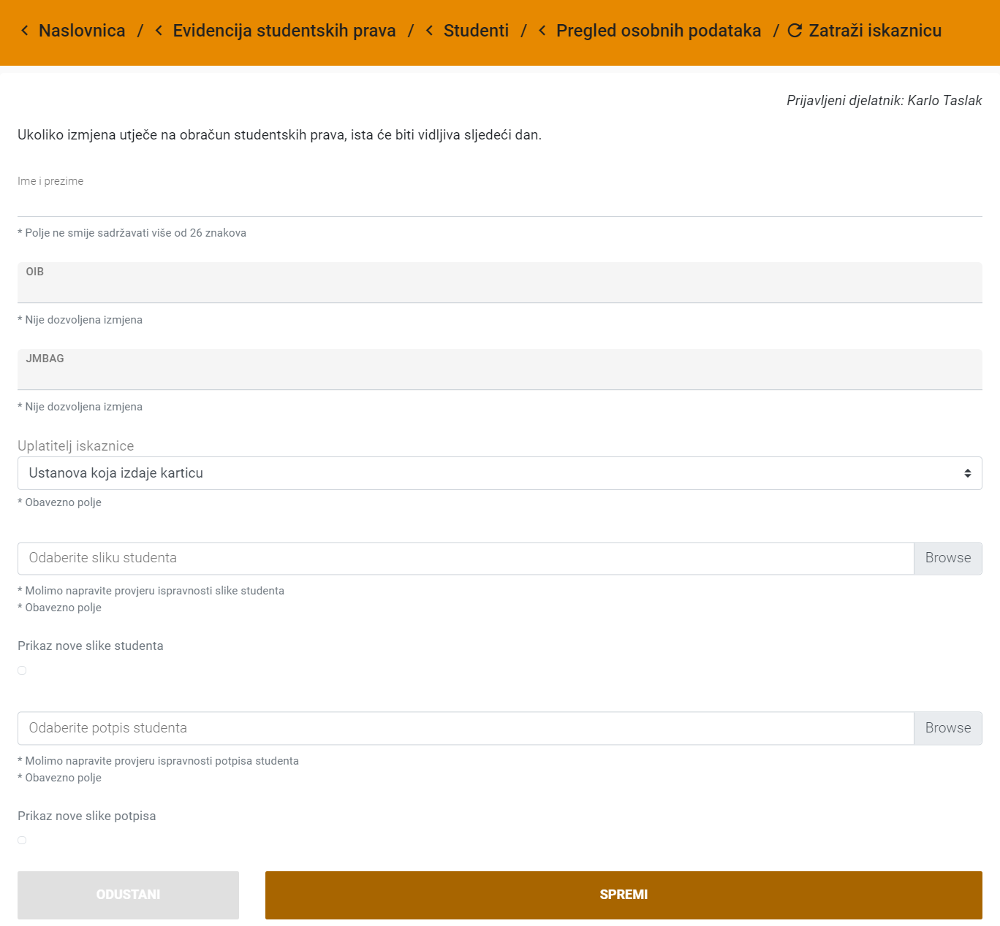 Naslovnica / Evidencija studentskih prava / Studenti / Pregled osobnih podataka / Zatraži iskaznicu
Prijavljeni djelatnik: Karlo Taslak
Ukoliko izmjena utječe na obračun studentskih prava, ista će biti vidljiva sljedeći dan.
Ime i prezime
* Polje ne smije sadržavati više od 26 znakova
OIB
* Nije dozvoljena izmjena
JMBAG
* Nije dozvoljena izmjena
Uplatitelj iskaznice
Ustanova koja izdaje karticu
* Obavezno polje
Odaberite sliku studenta Browse
* Molimo napravite provjeru ispravnosti slike studenta
* Obavezno polje
Prikaz nove slike studenta
Odaberite potpis studenta Browse
* Molimo napravite provjeru ispravnosti potpisa studenta
* Obavezno polje
Prikaz nove slike potpisa
ODUSTANI SPREMI